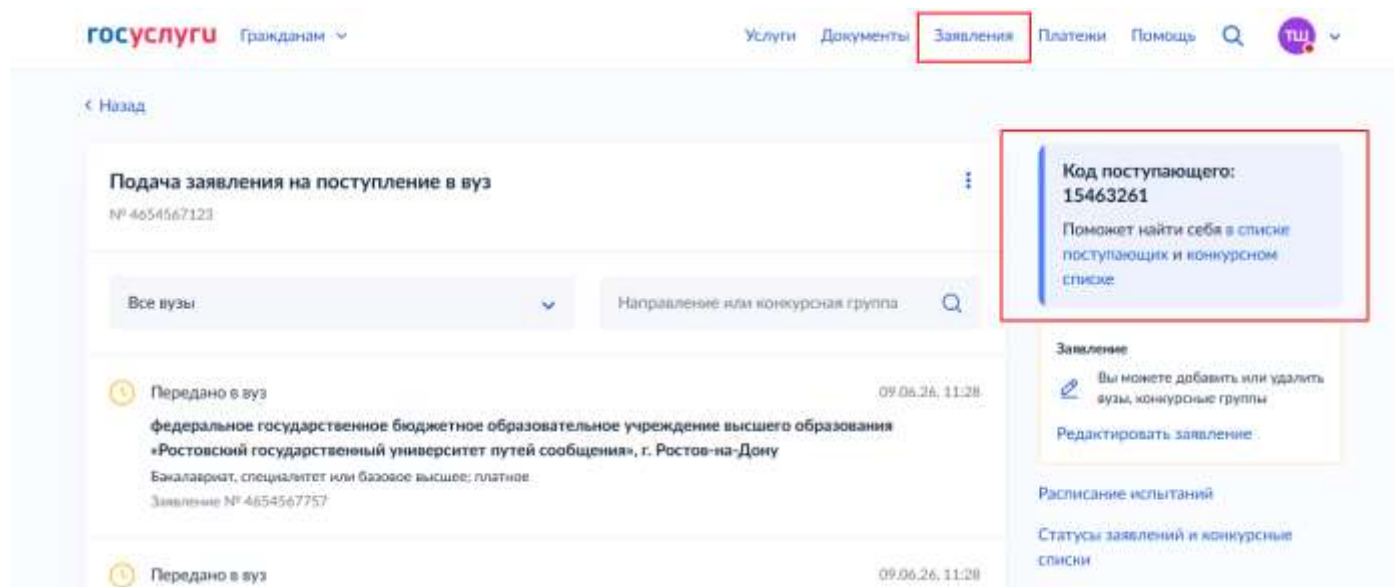 госуслуги Гражданам Услуги Документы Заявления Платежи Помощь ТШ
Назад
Подача заявления на поступление в вуз
№ 4654567123
Все вузы
Направление или конкурсная группа
Передано в вуз 09.06.26, 11:28
федеральное государственное бюджетное образовательное учреждение высшего образования
«Ростовский государственный университет путей сообщения», г. Ростов-на-Дону
Бакалавриат, специалитет или базовое высшее; платное
Заявление № 4654567757
Передано в вуз 09.06.26, 11:28
Код поступающего:
15463261
Поможет найти себя в списке
поступающих и конкурсном
списке
Заявление
Вы можете добавить или удалить
вузы, конкурсные группы
Редактировать заявление
Расписание испытаний
Статусы заявлений и конкурсные
списки